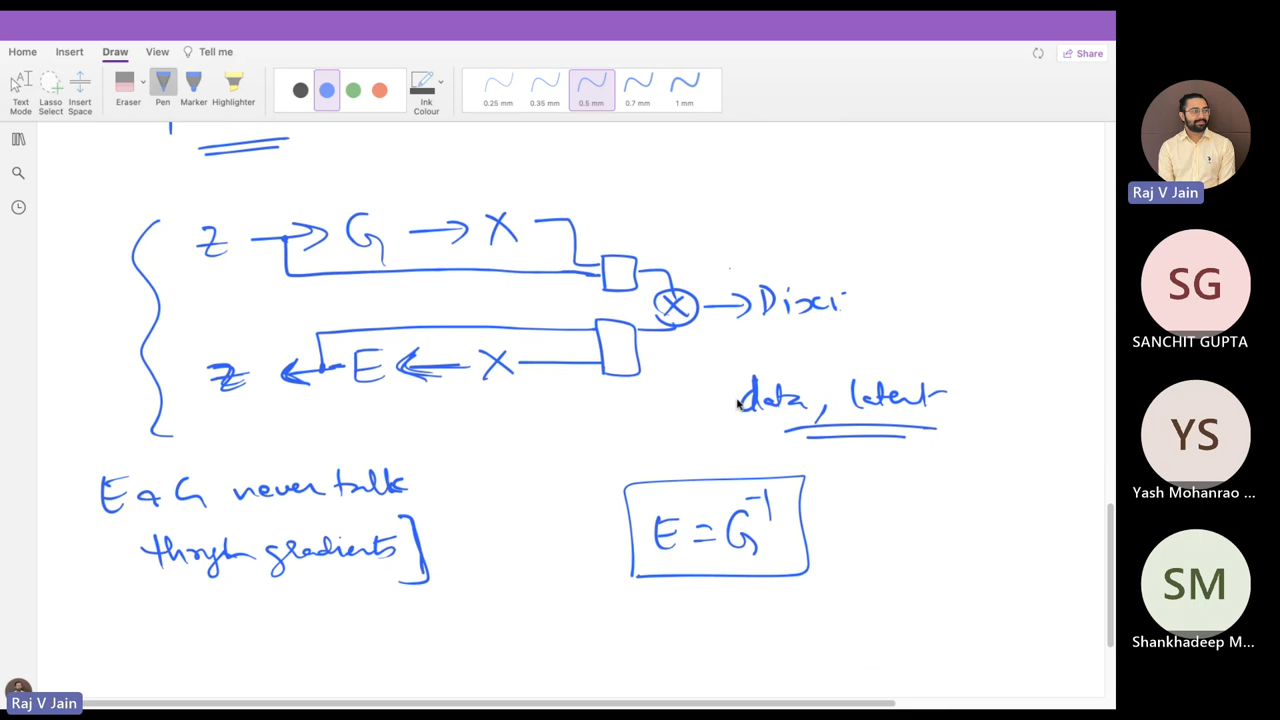 Home Insert Draw View Tell me
Share
Text Mode
Lasso Select
Insert Space
Eraser
Pen
Marker
Highlighter
Ink Colour
0.25 mm
0.35 mm
0.5 mm
0.7 mm
1 mm
Z → G → X
X → Disci
Z ← E ← X
data, latent
E & G never talk
through gradients]
E = G⁻¹
Raj V Jain
SG
SANCHIT GUPTA
YS
Yash Mohanrao ...
SM
Shankhadeep M...
Raj V Jain